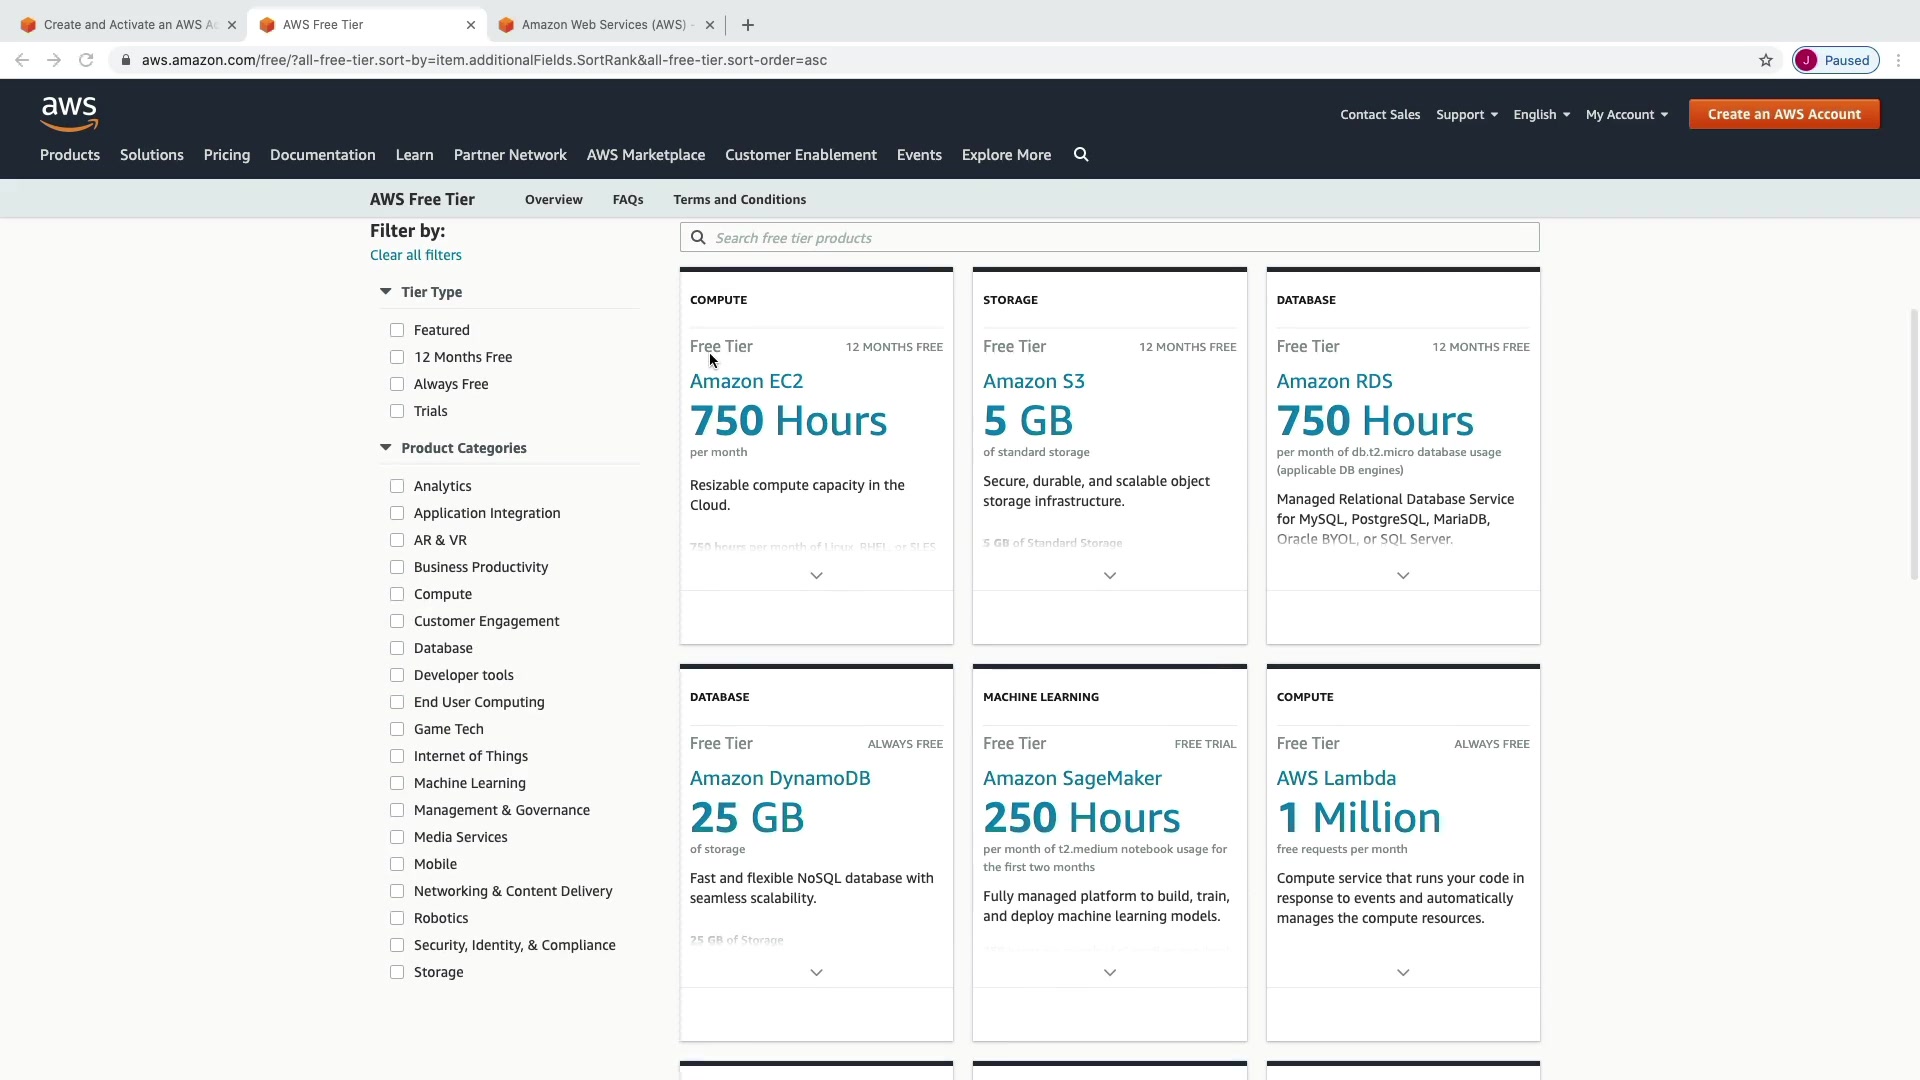 Create and Activate an AWS Ac
AWS Free Tier
Amazon Web Services (AWS) -
aws.amazon.com/free/?all-free-tier.sort-by=item.additionalFields.SortRank&all-free-tier.sort-order=asc
J
Paused
aws
Contact Sales
Support
English
My Account
Create an AWS Account
Products
Solutions
Pricing
Documentation
Learn
Partner Network
AWS Marketplace
Customer Enablement
Events
Explore More
AWS Free Tier
Overview
FAQs
Terms and Conditions
Filter by:
Clear all filters
Tier Type
Featured
12 Months Free
Always Free
Trials
Product Categories
Analytics
Application Integration
AR & VR
Business Productivity
Compute
Customer Engagement
Database
Developer tools
End User Computing
Game Tech
Internet of Things
Machine Learning
Management & Governance
Media Services
Mobile
Networking & Content Delivery
Robotics
Security, Identity, & Compliance
Storage
Search free tier products
COMPUTE
Free Tier
12 MONTHS FREE
Amazon EC2
750 Hours
per month
Resizable compute capacity in the
Cloud.
750 hours per month of Linux, RHEL, or SLES
STORAGE
Free Tier
12 MONTHS FREE
Amazon S3
5 GB
of standard storage
Secure, durable, and scalable object
storage infrastructure.
5 GB of Standard Storage
DATABASE
Free Tier
12 MONTHS FREE
Amazon RDS
750 Hours
per month of db.t2.micro database usage
(applicable DB engines)
Managed Relational Database Service
for MySQL, PostgreSQL, MariaDB,
Oracle BYOL, or SQL Server.
DATABASE
Free Tier
ALWAYS FREE
Amazon DynamoDB
25 GB
of storage
Fast and flexible NoSQL database with
seamless scalability.
25 GB of Storage
MACHINE LEARNING
Free Tier
FREE TRIAL
Amazon SageMaker
250 Hours
per month of t2.medium notebook usage for
the first two months
Fully managed platform to build, train,
and deploy machine learning models.
COMPUTE
Free Tier
ALWAYS FREE
AWS Lambda
1 Million
free requests per month
Compute service that runs your code in
response to events and automatically
manages the compute resources.